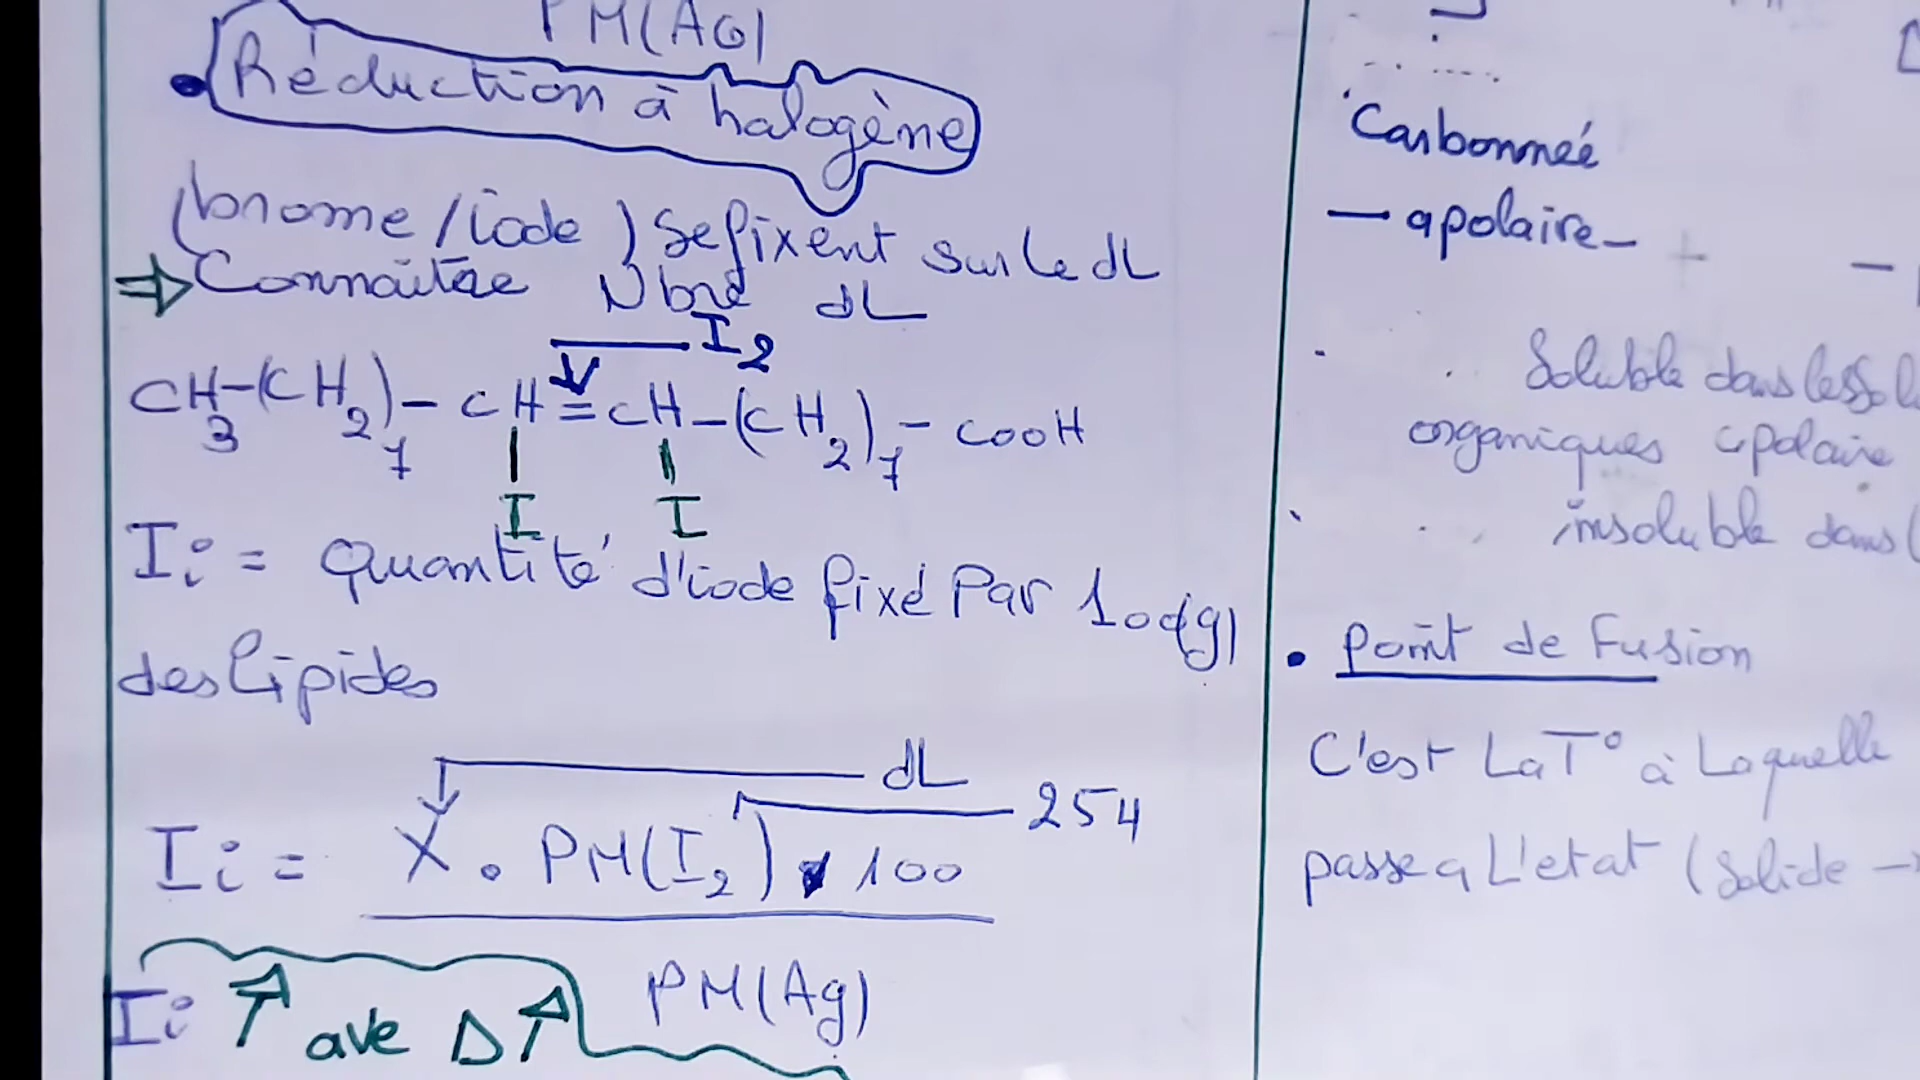 PM(AG)
• Réduction à halogène
(brome/iode) se fixent sur le dL
⇒ Connaître Nbre dL
I2
CH3-(CH2)7-CH=CH-(CH2)7-COOH
I I
Ii = quantité d'iode fixé Par 100(g)
des lipides
dL
254
Ii = X . PM(I2) . 100
PM(Ag)
Ii ↑ ave Δ↑
Carbonneé
— apolaire —
Soluble dans les
organiques apolaire
insoluble dans
• Point de Fusion
C'est La T° à Laquelle
passe a L'etat (Solide →